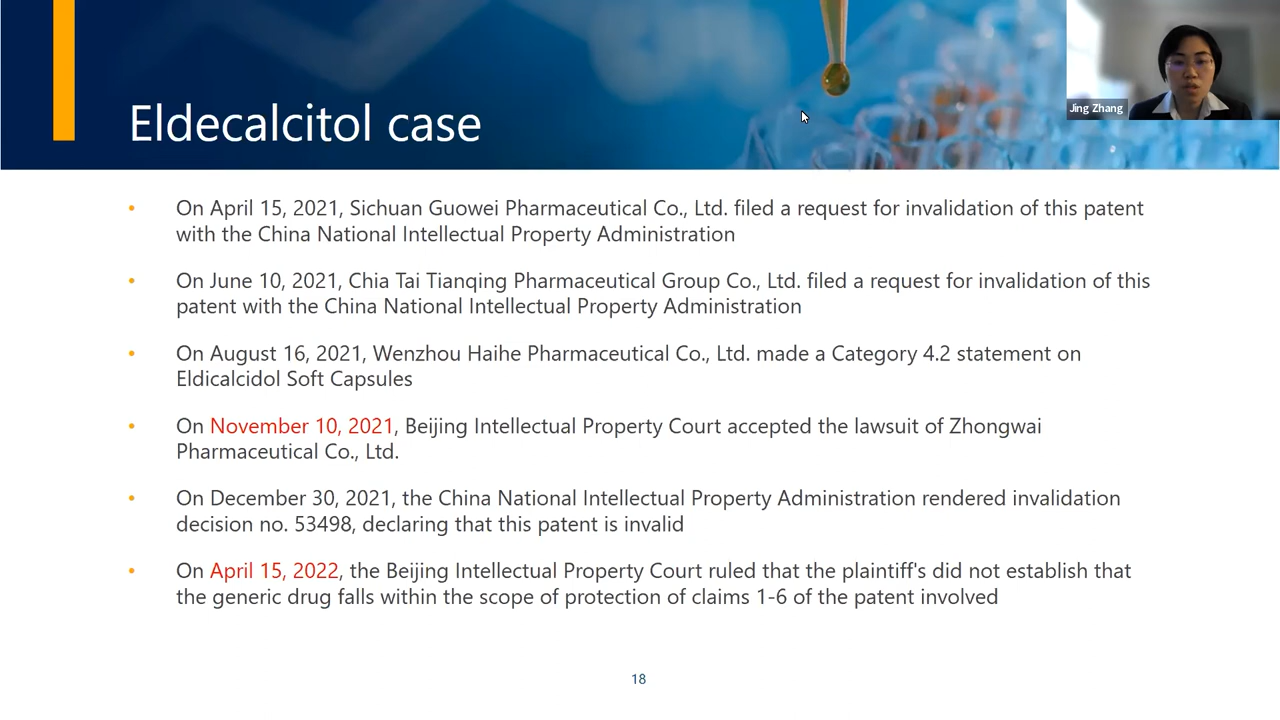 Jing Zhang
Eldecalcitol case
• On April 15, 2021, Sichuan Guowei Pharmaceutical Co., Ltd. filed a request for invalidation of this patent
with the China National Intellectual Property Administration
• On June 10, 2021, Chia Tai Tianqing Pharmaceutical Group Co., Ltd. filed a request for invalidation of this
patent with the China National Intellectual Property Administration
• On August 16, 2021, Wenzhou Haihe Pharmaceutical Co., Ltd. made a Category 4.2 statement on
Eldicalcidol Soft Capsules
• On November 10, 2021, Beijing Intellectual Property Court accepted the lawsuit of Zhongwai
Pharmaceutical Co., Ltd.
• On December 30, 2021, the China National Intellectual Property Administration rendered invalidation
decision no. 53498, declaring that this patent is invalid
• On April 15, 2022, the Beijing Intellectual Property Court ruled that the plaintiff's did not establish that
the generic drug falls within the scope of protection of claims 1-6 of the patent involved
18